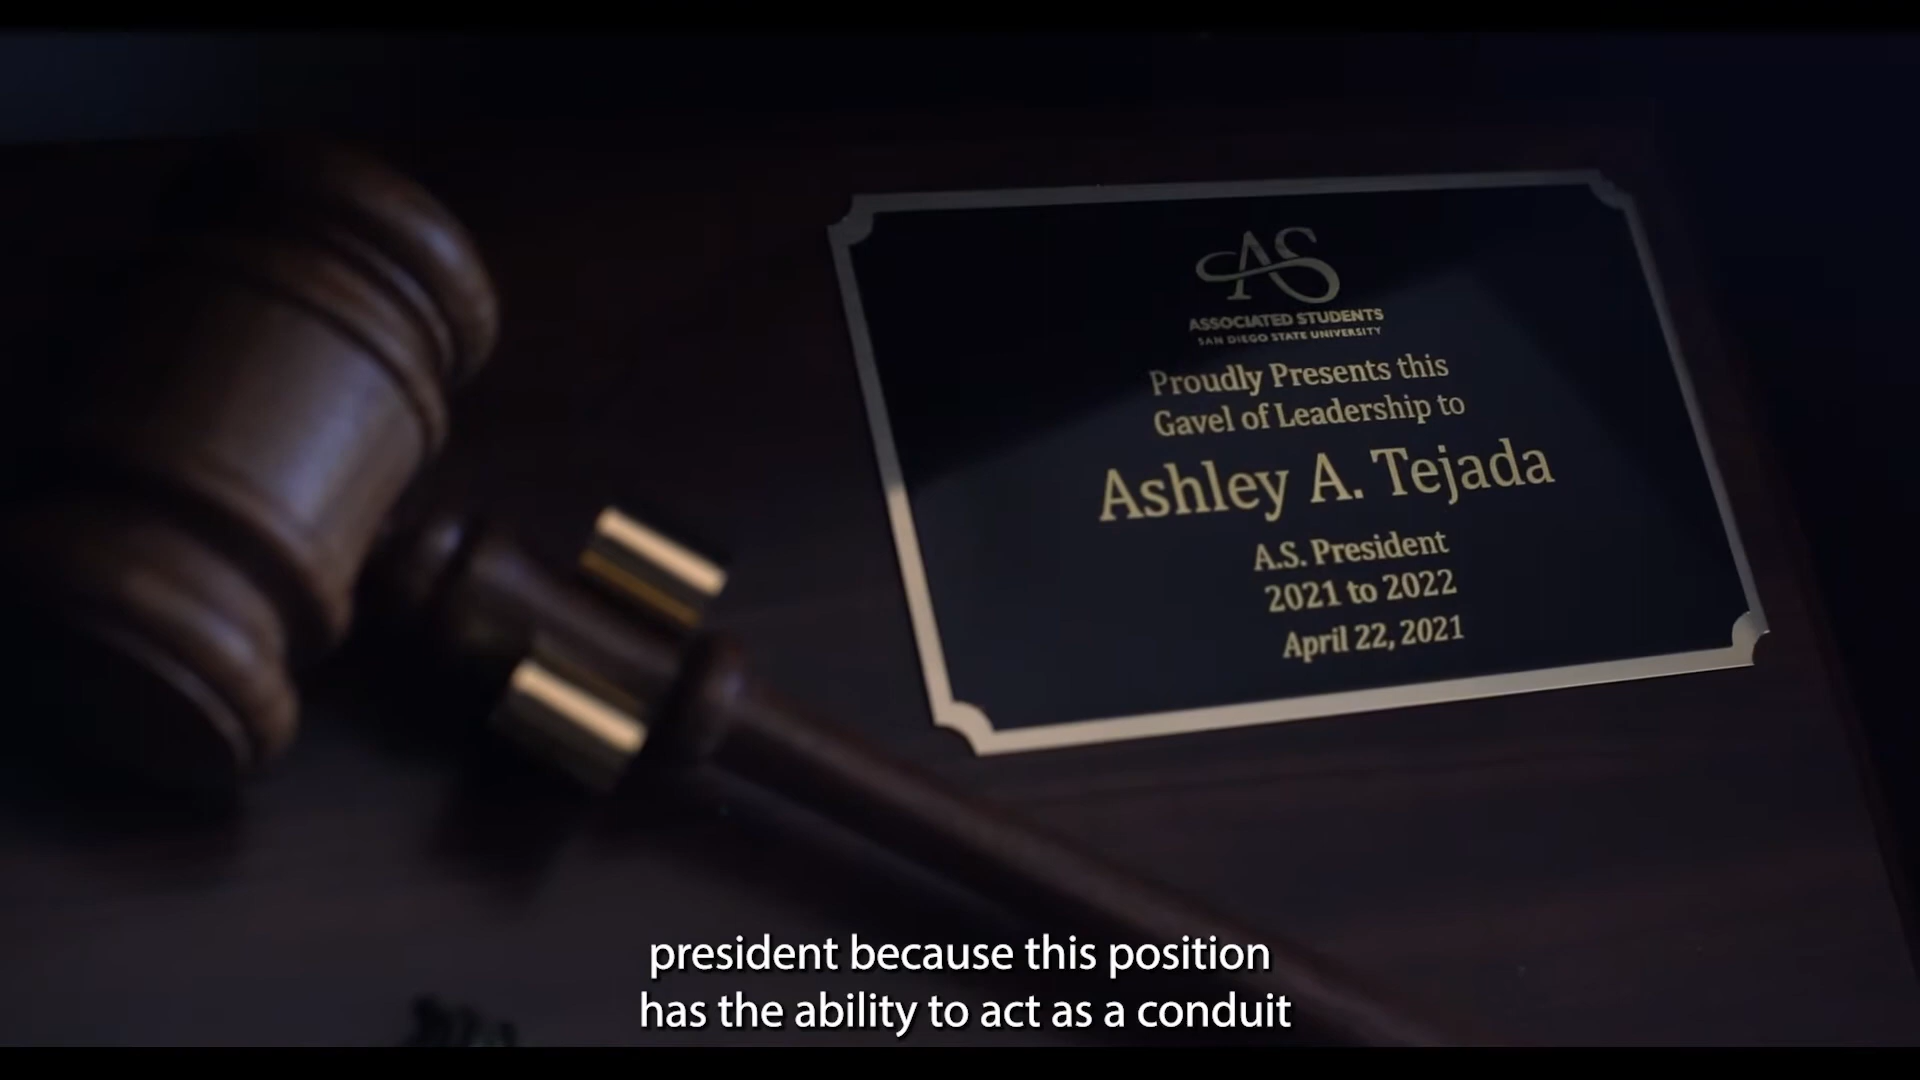 AS
ASSOCIATED STUDENTS
SAN DIEGO STATE UNIVERSITY
Proudly Presents this
Gavel of Leadership to
Ashley A. Tejada
A.S. President
2021 to 2022
April 22, 2021
president because this position
has the ability to act as a conduit